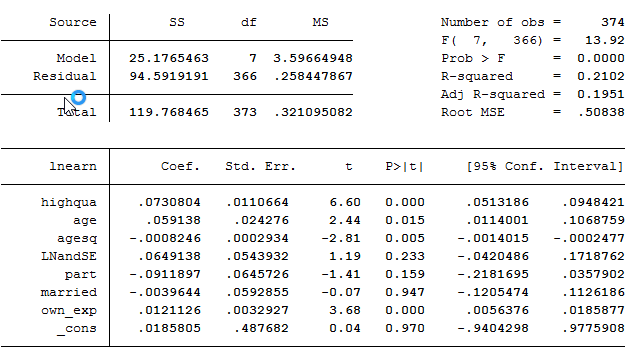 Source | SS df MS Number of obs = 374
F( 7, 366) = 13.92
Model | 25.1765463 7 3.59664948 Prob > F = 0.0000
Residual | 94.5919191 366 .258447867 R-squared = 0.2102
Adj R-squared = 0.1951
Total | 119.768465 373 .321095082 Root MSE = .50838
lnearn | Coef. Std. Err. t P>|t| [95% Conf. Interval]
highqua | .0730804 .0110664 6.60 0.000 .0513186 .0948421
age | .059138 .024276 2.44 0.015 .0114001 .1068759
agesq | -.0008246 .0002934 -2.81 0.005 -.0014015 -.0002477
LNandSE | .0649138 .0543932 1.19 0.233 -.0420486 .1718762
part | -.0911897 .0645726 -1.41 0.159 -.2181695 .0357902
married | -.0039644 .0592855 -0.07 0.947 -.1205474 .1126186
own_exp | .0121126 .0032927 3.68 0.000 .0056376 .0185877
_cons | .0185805 .487682 0.04 0.970 -.9404298 .9775908